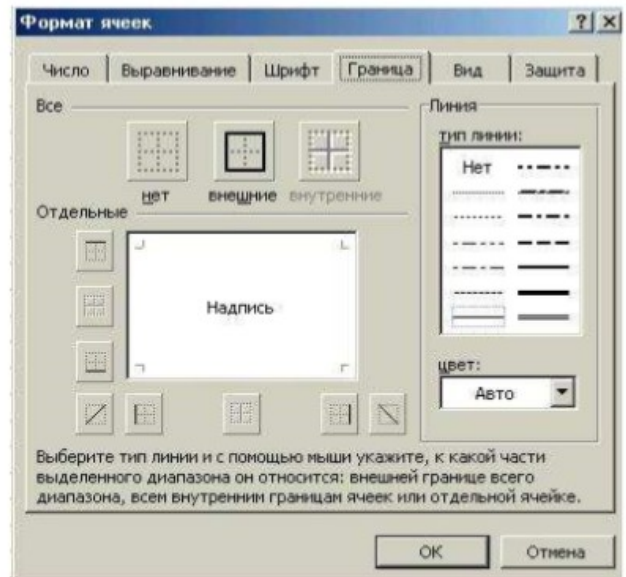 Формат ячеек
Число Выравнивание Шрифт Граница Вид Защита
Все
нет внешние внутренние
Отдельные
Надпись
Линия
тип линии:
Нет
цвет:
Авто
Выберите тип линии и с помощью мыши укажите, к какой части
выделенного диапазона он относится: внешней границе всего
диапазона, всем внутренним границам ячеек или отдельной ячейке.
ОК Отмена